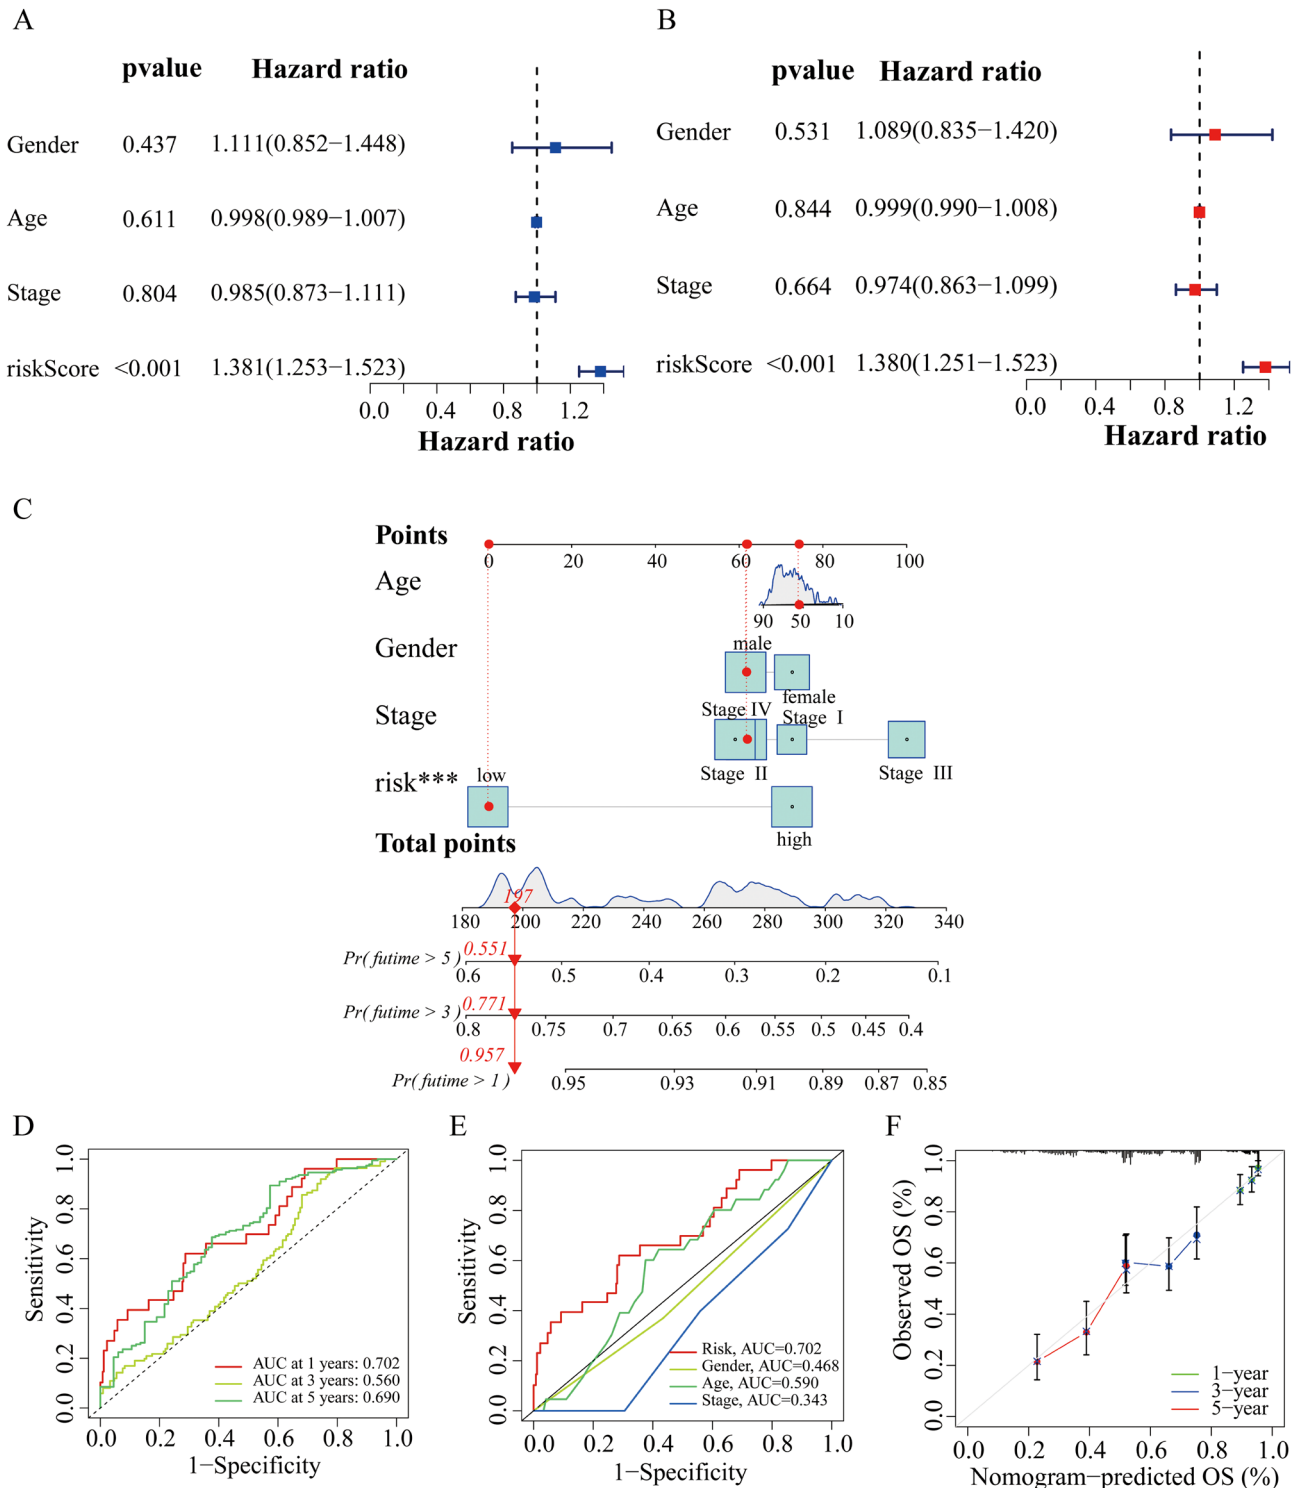 A
pvalue Hazard ratio
Gender 0.437 1.111(0.852−1.448)
Age 0.611 0.998(0.989−1.007)
Stage 0.804 0.985(0.873−1.111)
riskScore <0.001 1.381(1.253−1.523)
0.0 0.4 0.8 1.2
Hazard ratio
B
pvalue Hazard ratio
Gender 0.531 1.089(0.835−1.420)
Age 0.844 0.999(0.990−1.008)
Stage 0.664 0.974(0.863−1.099)
riskScore <0.001 1.380(1.251−1.523)
0.0 0.4 0.8 1.2
Hazard ratio
C
Points
0 20 40 60 80 100
Age
90 50 10
male
Gender
female
Stage IV
Stage I
Stage
Stage II
Stage III
low
risk***
high
Total points
197
180 200 220 240 260 280 300 320 340
0.551
Pr( futime > 5 )
0.6 0.5 0.4 0.3 0.2 0.1
0.771
Pr( futime > 3 )
0.8 0.75 0.7 0.65 0.6 0.55 0.5 0.45 0.4
0.957
Pr( futime > 1 )
0.95 0.93 0.91 0.89 0.87 0.85
D
Sensitivity
1.0
0.8
0.6
0.4
0.2
0.0
AUC at 1 years: 0.702
AUC at 3 years: 0.560
AUC at 5 years: 0.690
0.0 0.2 0.4 0.6 0.8 1.0
1−Specificity
E
Sensitivity
1.0
0.8
0.6
0.4
0.2
0.0
Risk, AUC=0.702
Gender, AUC=0.468
Age, AUC=0.590
Stage, AUC=0.343
0.0 0.2 0.4 0.6 0.8 1.0
1−Specificity
F
Observed OS (%)
1.0
0.8
0.6
0.4
0.2
0.0
1−year
3−year
5−year
0.0 0.2 0.4 0.6 0.8 1.0
Nomogram−predicted OS (%)